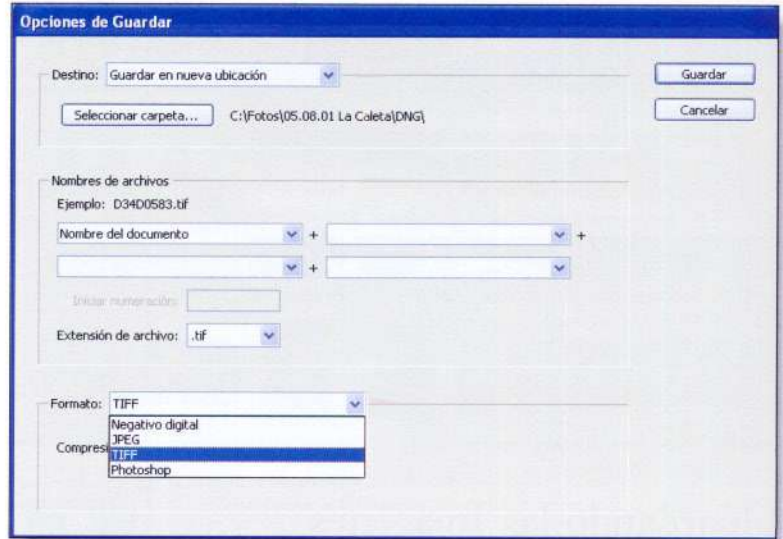 Opciones de Guardar
Destino: Guardar en nueva ubicación
Guardar
Seleccionar carpeta... C:\Fotos\05.08.01 La Caleta\DNG\
Cancelar
Nombres de archivos
Ejemplo: D34D0583.tif
Nombre del documento + +
+
Iniciar numeración:
Extensión de archivo: .tif
Formato: TIFF
Negativo digital
JPEG
Compresi
TIFF
Photoshop